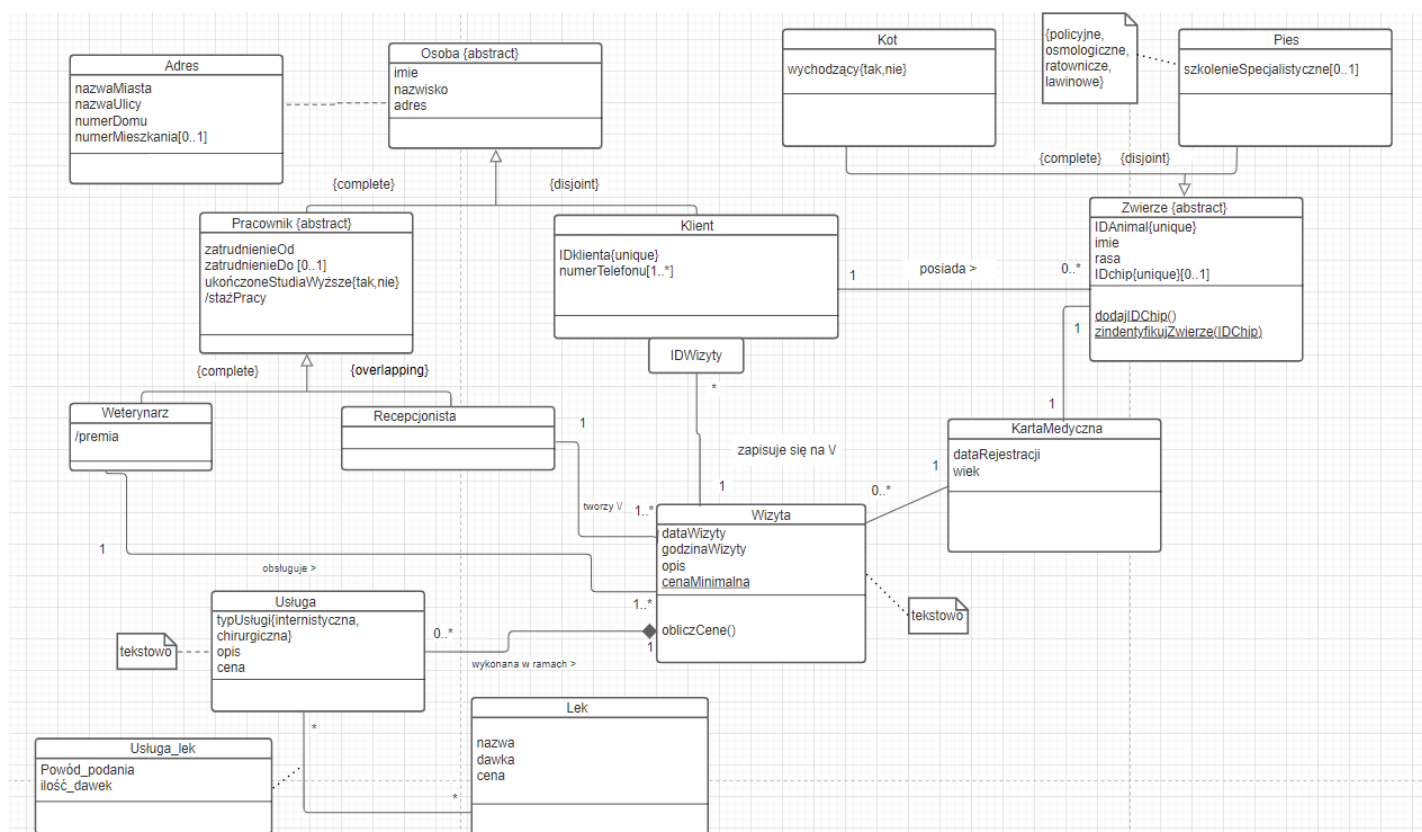 Adres
nazwaMiasta
nazwaUlicy
numerDomu
numerMieszkania[0..1]
Osoba {abstract}
imie
nazwisko
adres
Kot
wychodzący{tak,nie}
{policyjne,
osmologiczne,
ratownicze,
lawinowe}
Pies
szkolenieSpecjalistyczne[0..1]
{complete}
{disjoint}
{complete}
{disjoint}
Pracownik {abstract}
zatrudnienieOd
zatrudnienieDo [0..1]
ukończoneStudiaWyższe{tak,nie}
/stażPracy
Klient
IDklienta{unique}
numerTelefonu[1..*]
1
posiada >
0..*
Zwierze {abstract}
IDAnimal{unique}
imie
rasa
IDchip{unique}[0..1]
dodajIDChip()
zindentyfikujZwierze(IDChip)
IDWizyty
*
1
1
{complete}
{overlapping}
Weterynarz
/premia
Recepcjonista
1
zapisuje się na \/
KartaMedyczna
dataRejestracji
wiek
1
0..*
1
tworzy \/
1..*
Wizyta
dataWizyty
godzinaWizyty
opis
cenaMinimalna
obliczCene()
1
obsługuje >
1..*
tekstowo
Usługa
typUsługi{internistyczna,
chirurgiczna}
opis
cena
tekstowo
0..*
wykonana w ramach >
1
*
Lek
nazwa
dawka
cena
*
Usługa_lek
Powód_podania
ilość_dawek